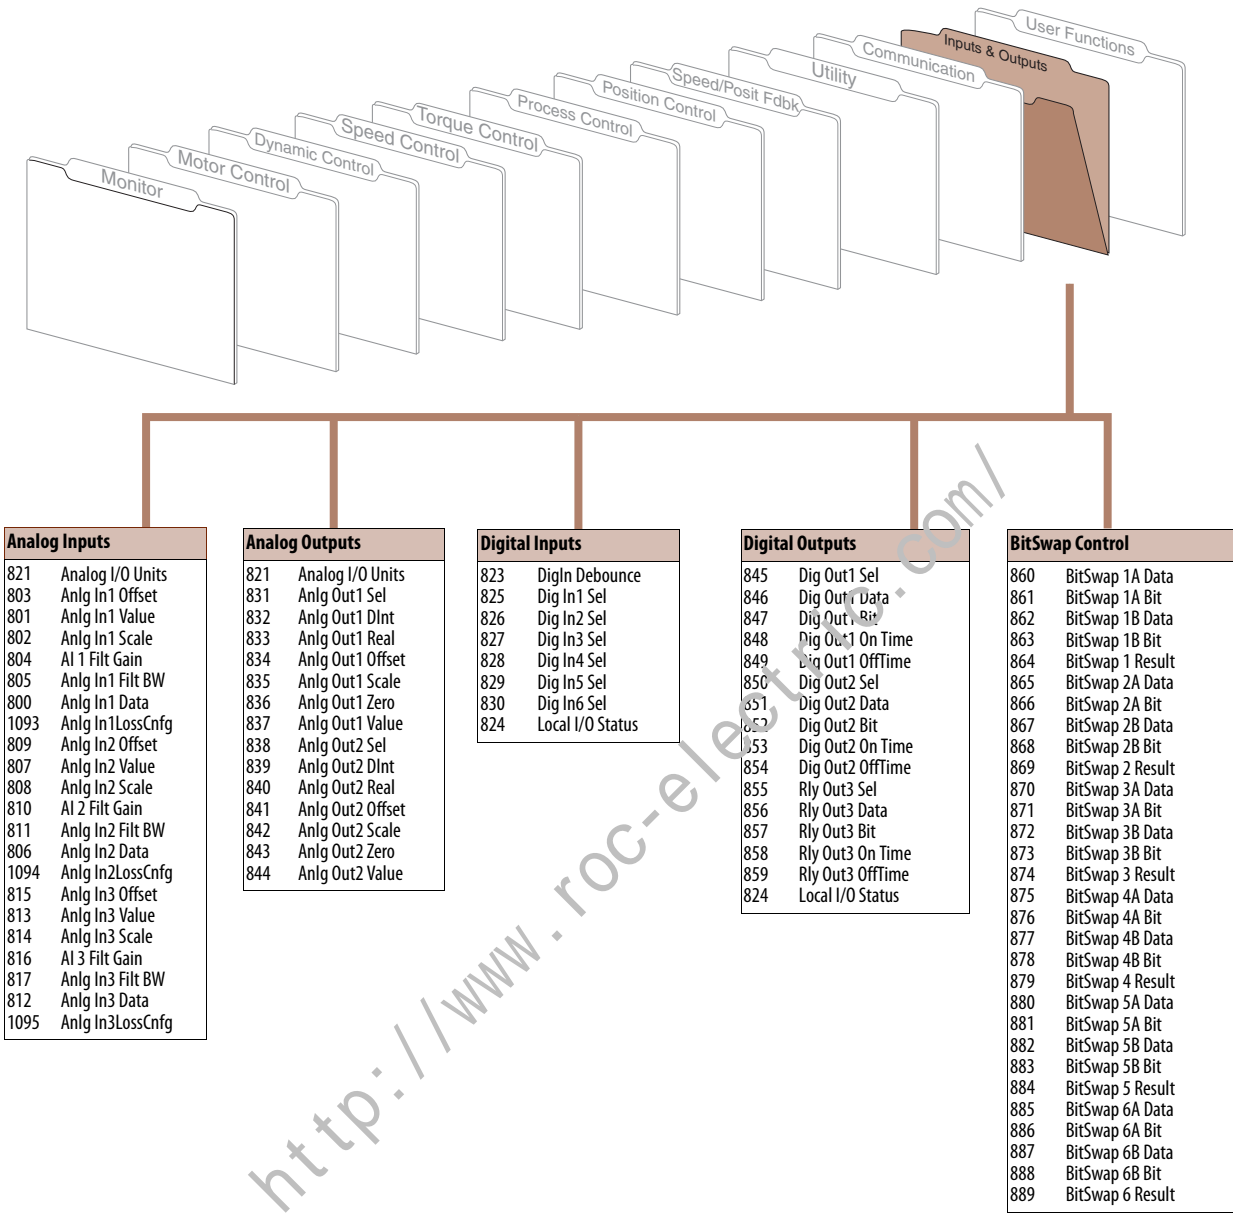 User Functions
Inputs & Outputs
Communication
Utility
Speed/Posit Fdbk
Position Control
Process Control
Torque Control
Speed Control
Dynamic Control
Motor Control
Monitor
Analog Inputs
821 Analog I/O Units
803 Anlg In1 Offset
801 Anlg In1 Value
802 Anlg In1 Scale
804 AI 1 Filt Gain
805 Anlg In1 Filt BW
800 Anlg In1 Data
1093 Anlg In1LossCnfg
809 Anlg In2 Offset
807 Anlg In2 Value
808 Anlg In2 Scale
810 AI 2 Filt Gain
811 Anlg In2 Filt BW
806 Anlg In2 Data
1094 Anlg In2LossCnfg
815 Anlg In3 Offset
813 Anlg In3 Value
814 Anlg In3 Scale
816 AI 3 Filt Gain
817 Anlg In3 Filt BW
812 Anlg In3 Data
1095 Anlg In3LossCnfg
Analog Outputs
821 Analog I/O Units
831 Anlg Out1 Sel
832 Anlg Out1 DInt
833 Anlg Out1 Real
834 Anlg Out1 Offset
835 Anlg Out1 Scale
836 Anlg Out1 Zero
837 Anlg Out1 Value
838 Anlg Out2 Sel
839 Anlg Out2 DInt
840 Anlg Out2 Real
841 Anlg Out2 Offset
842 Anlg Out2 Scale
843 Anlg Out2 Zero
844 Anlg Out2 Value
Digital Inputs
823 DigIn Debounce
825 Dig In1 Sel
826 Dig In2 Sel
827 Dig In3 Sel
828 Dig In4 Sel
829 Dig In5 Sel
830 Dig In6 Sel
824 Local I/O Status
Digital Outputs
845 Dig Out1 Sel
846 Dig Out1 Data
847 Dig Out1 Bit
848 Dig Out1 On Time
849 Dig Out1 OffTime
850 Dig Out2 Sel
851 Dig Out2 Data
852 Dig Out2 Bit
853 Dig Out2 On Time
854 Dig Out2 OffTime
855 Rly Out3 Sel
856 Rly Out3 Data
857 Rly Out3 Bit
858 Rly Out3 On Time
859 Rly Out3 OffTime
824 Local I/O Status
BitSwap Control
860 BitSwap 1A Data
861 BitSwap 1A Bit
862 BitSwap 1B Data
863 BitSwap 1B Bit
864 BitSwap 1 Result
865 BitSwap 2A Data
866 BitSwap 2A Bit
867 BitSwap 2B Data
868 BitSwap 2B Bit
869 BitSwap 2 Result
870 BitSwap 3A Data
871 BitSwap 3A Bit
872 BitSwap 3B Data
873 BitSwap 3B Bit
874 BitSwap 3 Result
875 BitSwap 4A Data
876 BitSwap 4A Bit
877 BitSwap 4B Data
878 BitSwap 4B Bit
879 BitSwap 4 Result
880 BitSwap 5A Data
881 BitSwap 5A Bit
882 BitSwap 5B Data
883 BitSwap 5B Bit
884 BitSwap 5 Result
885 BitSwap 6A Data
886 BitSwap 6A Bit
887 BitSwap 6B Data
888 BitSwap 6B Bit
889 BitSwap 6 Result
http://www.roc-electric.com/